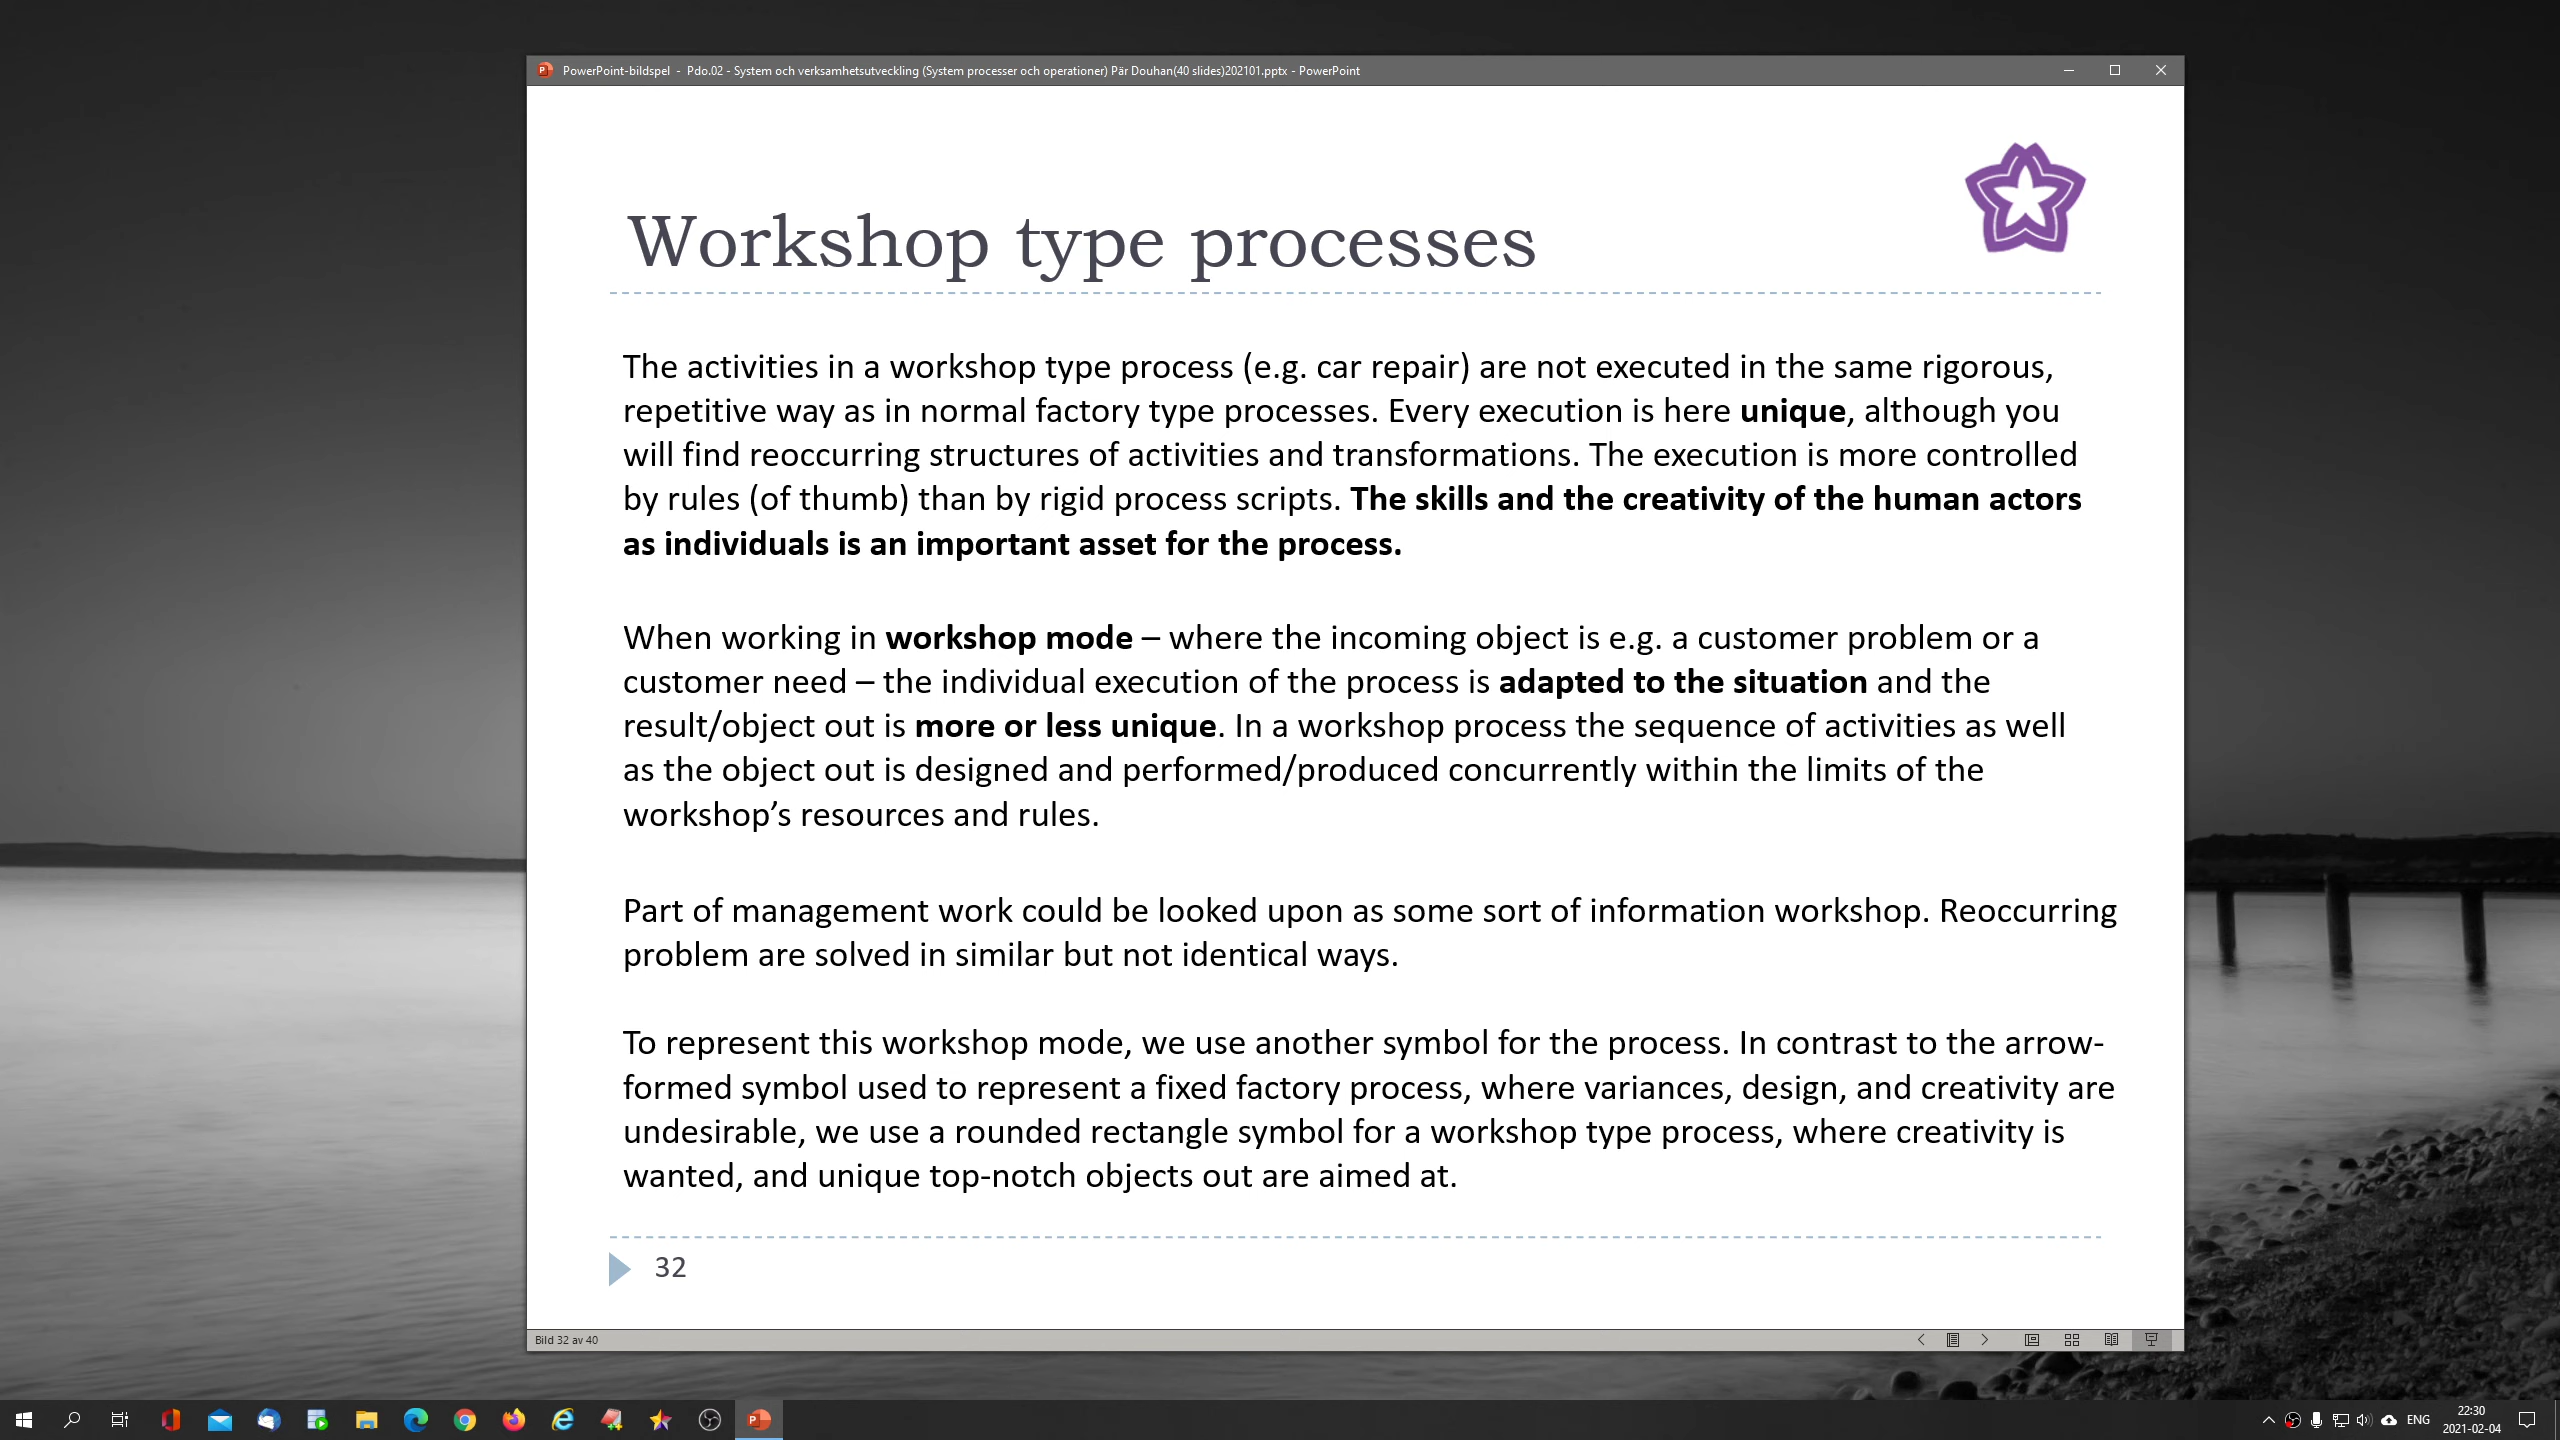 PowerPoint-bildspel - Pdo.02 - System och verksamhetsutveckling (System processer och operationer) Pär Douhan(40 slides)202101.pptx - PowerPoint
Workshop type processes
The activities in a workshop type process (e.g. car repair) are not executed in the same rigorous,
repetitive way as in normal factory type processes. Every execution is here unique, although you
will find reoccurring structures of activities and transformations. The execution is more controlled
by rules (of thumb) than by rigid process scripts. The skills and the creativity of the human actors
as individuals is an important asset for the process.
When working in workshop mode – where the incoming object is e.g. a customer problem or a
customer need – the individual execution of the process is adapted to the situation and the
result/object out is more or less unique. In a workshop process the sequence of activities as well
as the object out is designed and performed/produced concurrently within the limits of the
workshop’s resources and rules.
Part of management work could be looked upon as some sort of information workshop. Reoccurring
problem are solved in similar but not identical ways.
To represent this workshop mode, we use another symbol for the process. In contrast to the arrow-
formed symbol used to represent a fixed factory process, where variances, design, and creativity are
undesirable, we use a rounded rectangle symbol for a workshop type process, where creativity is
wanted, and unique top-notch objects out are aimed at.
32
Bild 32 av 40
ENG
22:30
2021-02-04